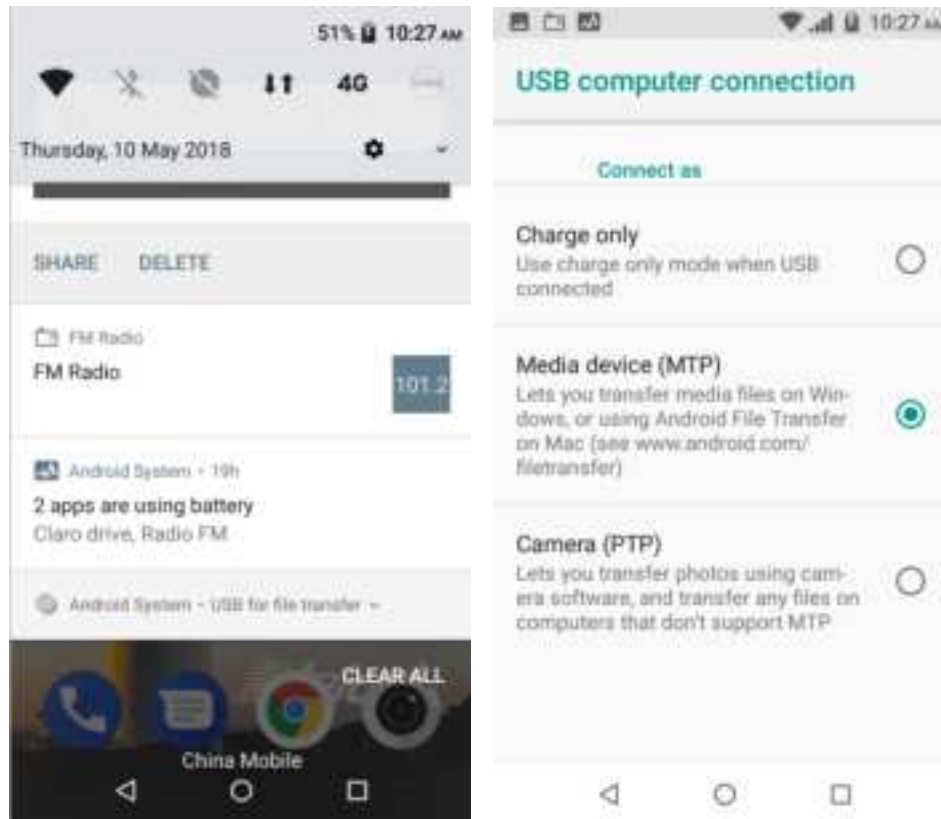 51% 10:27 AM
4G
Thursday, 10 May 2018
SHARE DELETE
FM Radio
FM Radio
101.2
Android System • 19h
2 apps are using battery
Claro drive, Radio FM
Android System • USB for file transfer
CLEAR ALL
China Mobile
10:27 AM
USB computer connection
Connect as
Charge only
Use charge only mode when USB
connected
Media device (MTP)
Lets you transfer media files on Win-
dows, or using Android File Transfer
on Mac (see www.android.com/
filetransfer)
Camera (PTP)
Lets you transfer photos using cam-
era software, and transfer any files on
computers that don't support MTP